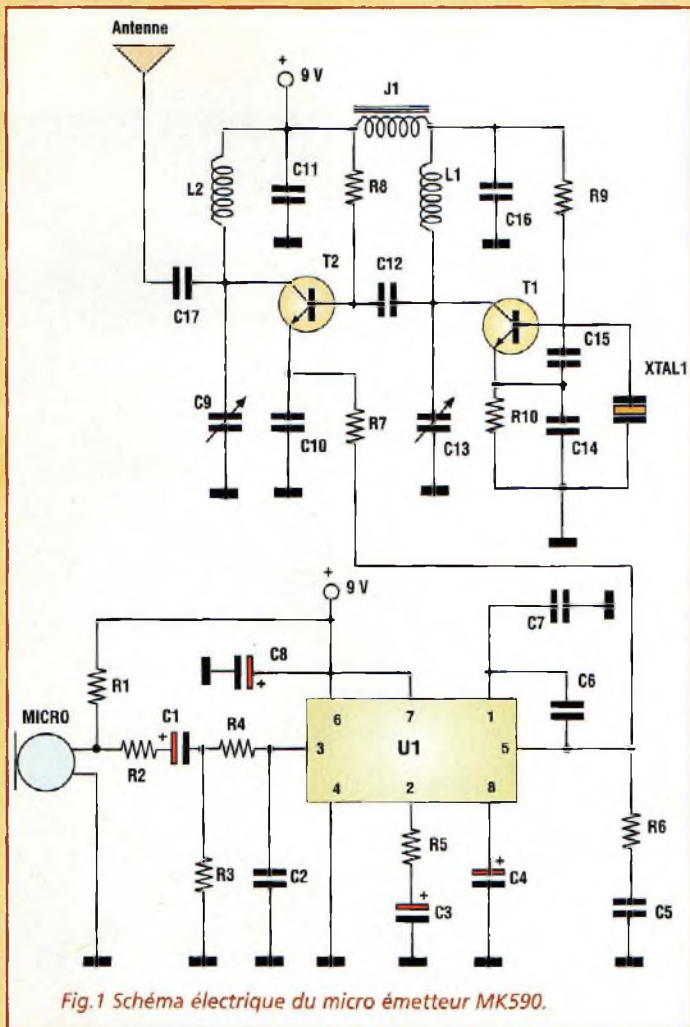 Antenne
+
9 V
J1
L2
C11
R8
L1
C16
R9
T2
C12
T1
C17
C15
XTAL1
C9
C10
R7
C13
R10
C14
+
9 V
C8
+
C7
R1
C6
MICRO
C1
+
R2
R4
6
7
1
3
U1
5
4
2
8
R3
C2
R5
+
C3
+
C4
R6
C5
Fig.1 Schéma électrique du micro émetteur MK590.